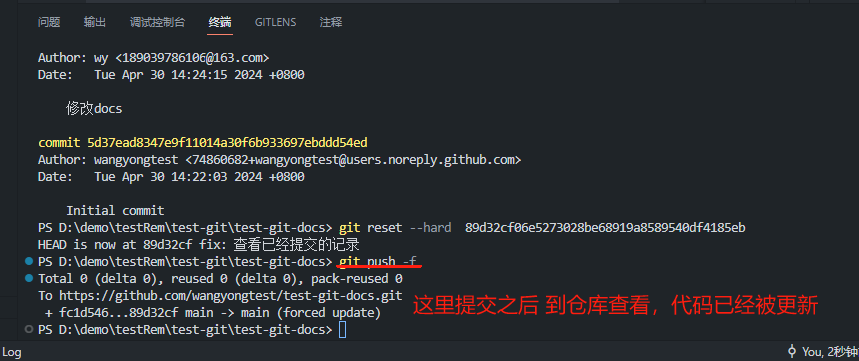 问题 输出 调试控制台 终端 GITLENS 注释
Author: wy <18903978610​6@163.com>
Date:   Tue Apr 30 14:24:15 2024 +0800
修改docs
commit 5d37ead8347e9f11014a30f6b933697ebddd54ed
Author: wangyongtest <74860682+wangyongtest@users.noreply.github.com>
Date:   Tue Apr 30 14:22:03 2024 +0800
Initial commit
PS D:\demo\testRem\test-git\test-git-docs> git reset --hard  89d32cf06e5273028be68919a8589540df4185eb
HEAD is now at 89d32cf fix: 查看已经提交的记录
PS D:\demo\testRem\test-git\test-git-docs> git push -f
Total 0 (delta 0), reused 0 (delta 0), pack-reused 0
To https://github.com/wangyongtest/test-git-docs.git
+ fc1d546...89d32cf main -> main (forced update)
这里提交之后 到仓库查看，代码已经被更新
PS D:\demo\testRem\test-git\test-git-docs>
Log
You, 2秒钟